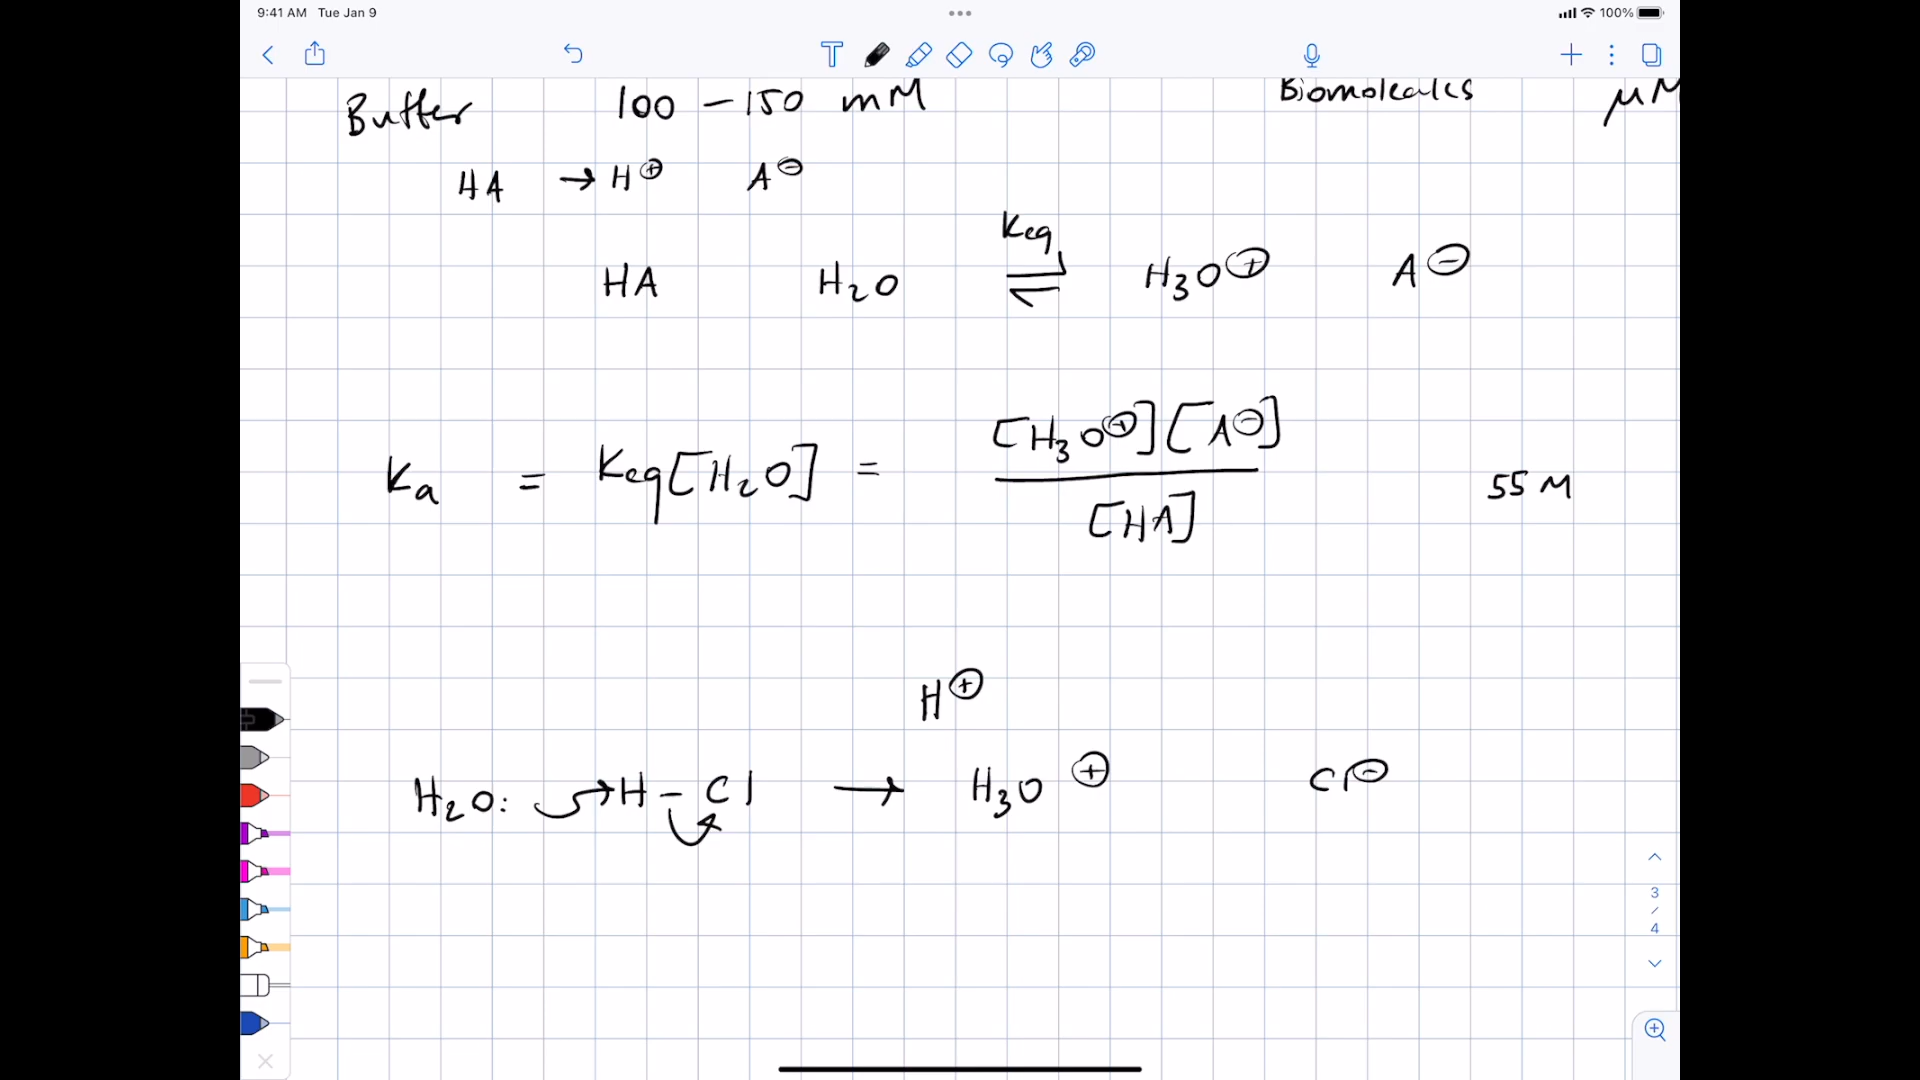 9:41 AM Tue Jan 9 100%
Buffer 100 – 150 mM Biomolecules μM
HA → H⊕ A⊖
Keq
HA H₂O ⇌ H₃O⊕ A⊖
Ka = Keq[H₂O] = [H₃O⊕][A⊖] / [HA] 55 M
H⊕
H₂O: H – Cl → H₃O ⊕ Cl⊖
3
/
4